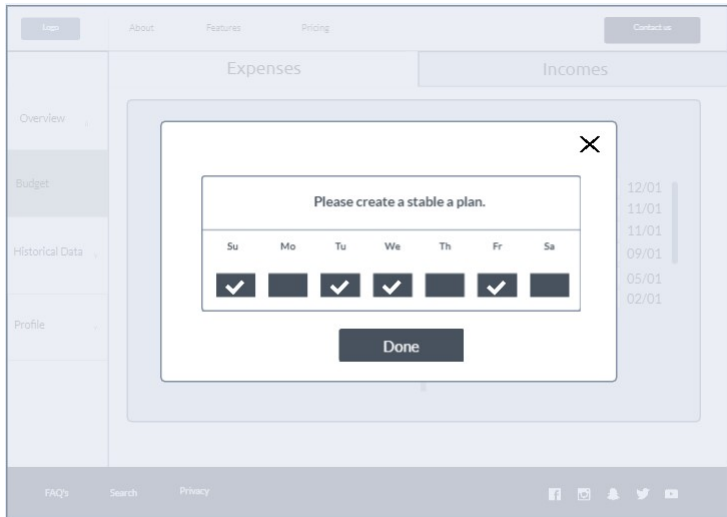 Logo
About
Features
Pricing
Contact us
Expenses
Incomes
Overview
Budget
Historical Data
Profile
Please create a stable a plan.
Su Mo Tu We Th Fr Sa
Done
12/01
11/01
11/01
09/01
05/01
02/01
FAQ's
Search
Privacy